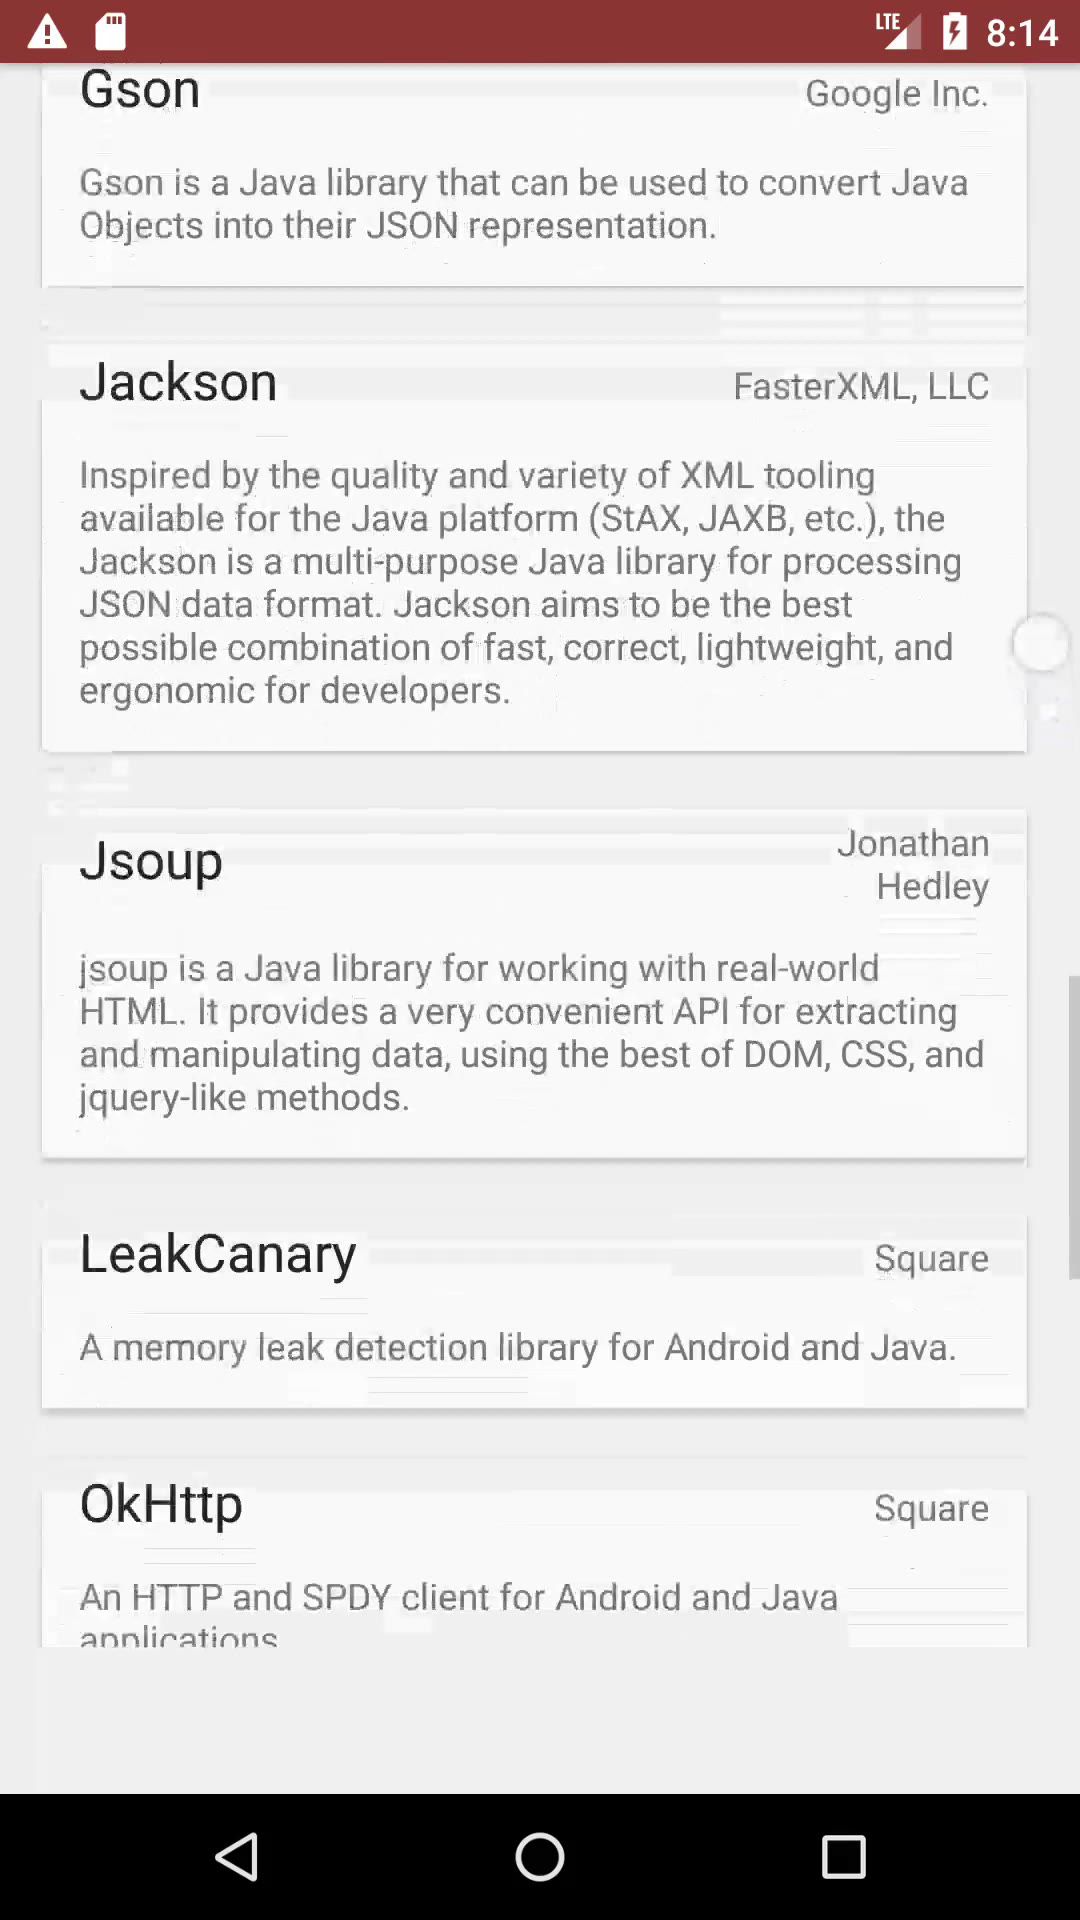 LTE 8:14
Gson Google Inc.
Gson is a Java library that can be used to convert Java
Objects into their JSON representation.
Jackson FasterXML, LLC
Inspired by the quality and variety of XML tooling
available for the Java platform (StAX, JAXB, etc.), the
Jackson is a multi-purpose Java library for processing
JSON data format. Jackson aims to be the best
possible combination of fast, correct, lightweight, and
ergonomic for developers.
Jsoup Jonathan
Hedley
jsoup is a Java library for working with real-world
HTML. It provides a very convenient API for extracting
and manipulating data, using the best of DOM, CSS, and
jquery-like methods.
LeakCanary Square
A memory leak detection library for Android and Java.
OkHttp Square
An HTTP and SPDY client for Android and Java
applications